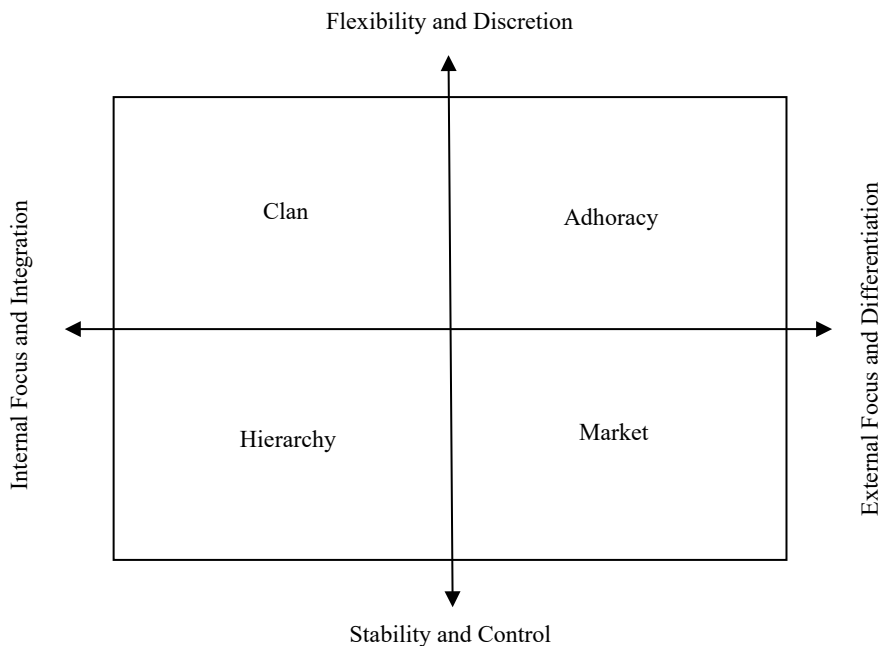 Flexibility and Discretion
Internal Focus and Integration
Clan
Adhoracy
External Focus and Differentiation
Hierarchy
Market
Stability and Control